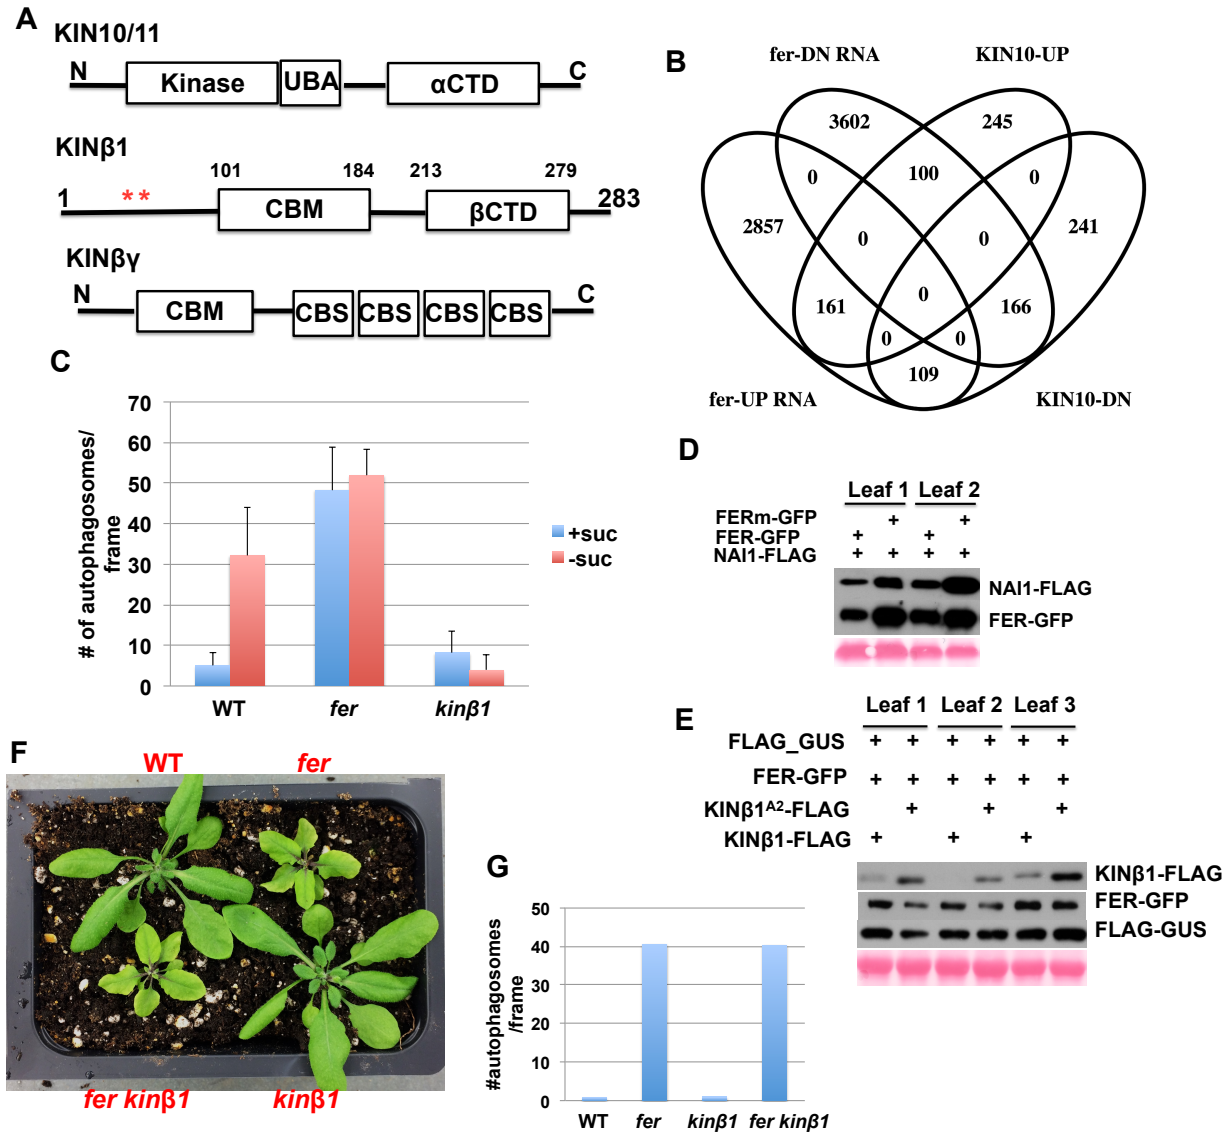 A
KIN10/11
N
Kinase
UBA
αCTD
C
KINβ1
101
184
213
279
1
**
CBM
βCTD
283
KINβγ
N
CBM
CBS
CBS
CBS
CBS
C
B
fer-DN RNA
KIN10-UP
3602
245
0
100
0
2857
0
0
241
161
0
166
0
0
109
fer-UP RNA
KIN10-DN
C
# of autophagosomes/
frame
70
60
50
40
30
20
10
0
WT
fer
kinβ1
+suc
-suc
D
Leaf 1
Leaf 2
FERm-GFP + +
FER-GFP + +
NAI1-FLAG + + + +
NAI1-FLAG
FER-GFP
E
Leaf 1 Leaf 2 Leaf 3
FLAG_GUS + + + + + +
FER-GFP + + + + + +
KINβ1A2-FLAG + + +
KINβ1-FLAG + + +
KINβ1-FLAG
FER-GFP
FLAG-GUS
F
WT
fer
fer kinβ1
kinβ1
G
#autophagosomes
/frame
50
40
30
20
10
0
WT
fer
kinβ1
fer kinβ1